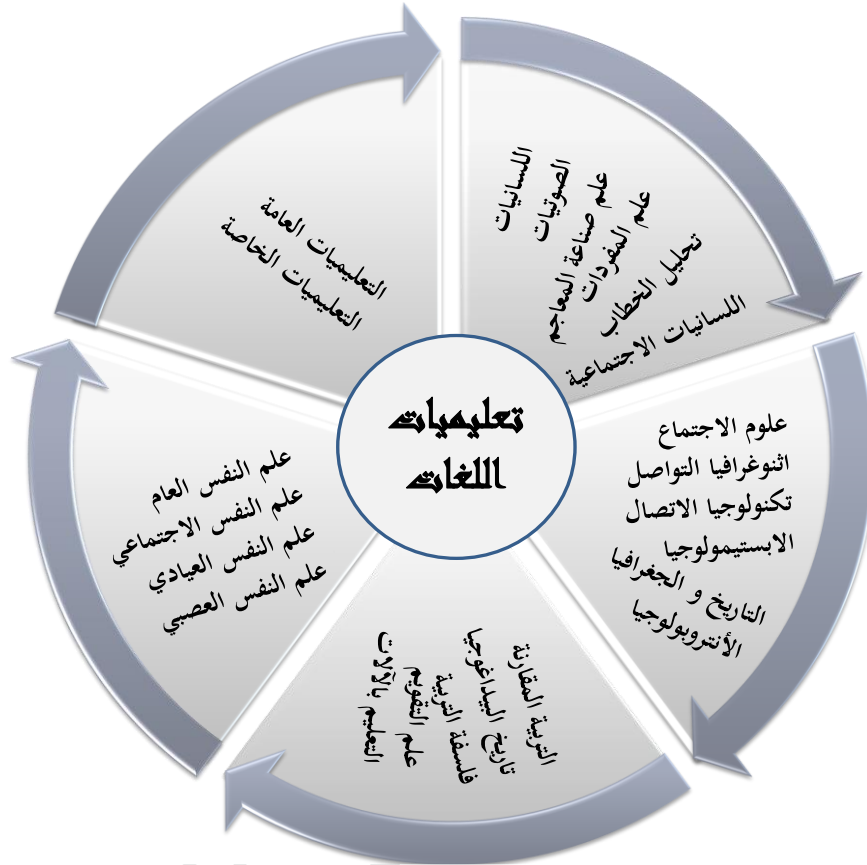 تعليميات
اللغات
اللسانيات
الصوتيات
علم صناعة المعاجم
علم المفردات
تحليل الخطاب
اللسانيات الاجتماعية
علوم الاجتماع
اثنوغرافيا التواصل
تكنولوجيا الاتصال
الابستيمولوجيا
التاريخ و الجغرافيا
الأنتروبولوجيا
التربية المقارنة
تاريخ البيداغوجيا
فلسفة التربية
علم التقويم
التعليم بالآلات
علم النفس العام
علم النفس الاجتماعي
علم النفس العيادي
علم النفس العصبي
التعليميات العامة
التعليميات الخاصة